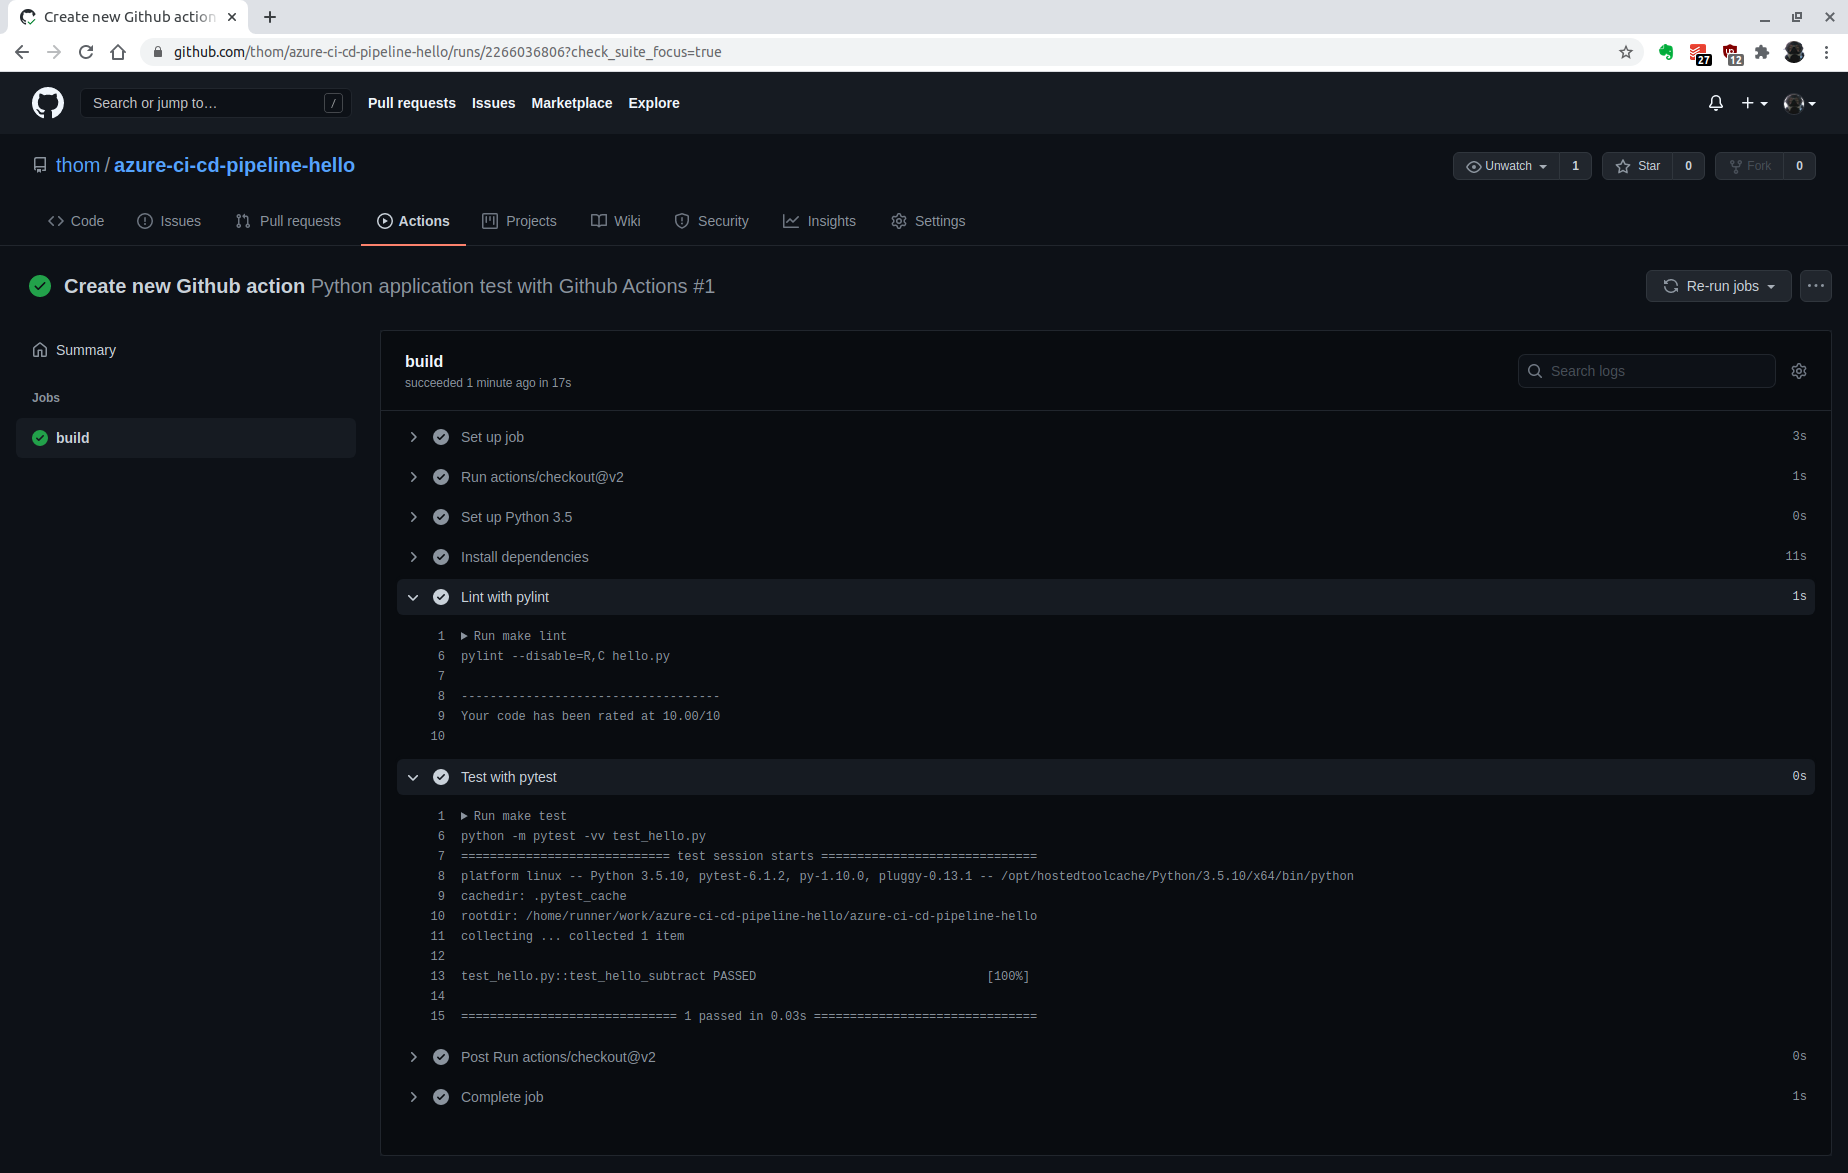 Create new Github action
github.com/thom/azure-ci-cd-pipeline-hello/runs/2266036806?check_suite_focus=true
27
12
Search or jump to…
/
Pull requests
Issues
Marketplace
Explore
thom / azure-ci-cd-pipeline-hello
Unwatch
1
Star
0
Fork
0
Code
Issues
Pull requests
Actions
Projects
Wiki
Security
Insights
Settings
Create new Github action Python application test with Github Actions #1
Re-run jobs
Summary
Jobs
build
build
succeeded 1 minute ago in 17s
Search logs
Set up job 3s
Run actions/checkout@v2 1s
Set up Python 3.5 0s
Install dependencies 11s
Lint with pylint 1s
1 Run make lint
6 pylint --disable=R,C hello.py
7
8 ------------------------------------
9 Your code has been rated at 10.00/10
10
Test with pytest 0s
1 Run make test
6 python -m pytest -vv test_hello.py
7 ============================= test session starts ==============================
8 platform linux -- Python 3.5.10, pytest-6.1.2, py-1.10.0, pluggy-0.13.1 -- /opt/hostedtoolcache/Python/3.5.10/x64/bin/python
9 cachedir: .pytest_cache
10 rootdir: /home/runner/work/azure-ci-cd-pipeline-hello/azure-ci-cd-pipeline-hello
11 collecting ... collected 1 item
12
13 test_hello.py::test_hello_subtract PASSED [100%]
14
15 ============================== 1 passed in 0.03s ===============================
Post Run actions/checkout@v2 0s
Complete job 1s